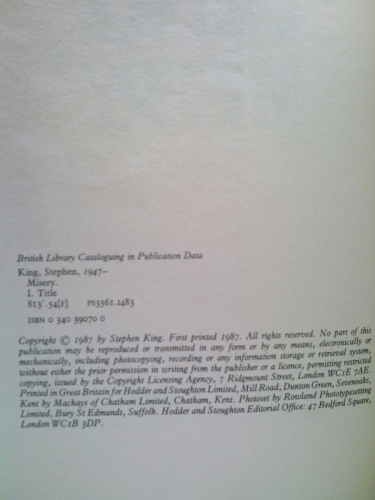 British Library Cataloguing in Publication Data
King, Stephen, 1947–
Misery.
I. Title
813'.54[F] PS3561.I483
ISBN 0 340 39070 0
Copyright © 1987 by Stephen King. First printed 1987. All rights reserved. No part of this
publication may be reproduced or transmitted in any form or by any means, electronically or
mechanically, including photocopying, recording or any information storage or retrieval system,
without either the prior permission in writing from the publisher or a licence, permitting restricted
copying, issued by the Copyright Licensing Agency, 7 Ridgmount Street, London WC1E 7AE.
Printed in Great Britain for Hodder and Stoughton Limited, Mill Road, Dunton Green, Sevenoaks,
Kent by Mackays of Chatham Limited, Chatham, Kent. Photoset by Rowland Phototypesetting
Limited, Bury St Edmunds, Suffolk. Hodder and Stoughton Editorial Office: 47 Bedford Square,
London WC1B 3DP.